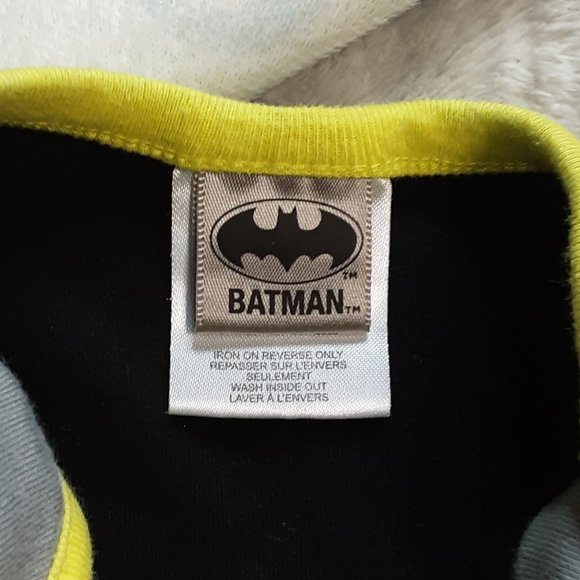 BATMAN™
IRON ON REVERSE ONLY
REPASSER SUR L'ENVERS
SEULEMENT
WASH INSIDE OUT
LAVER À L'ENVERS